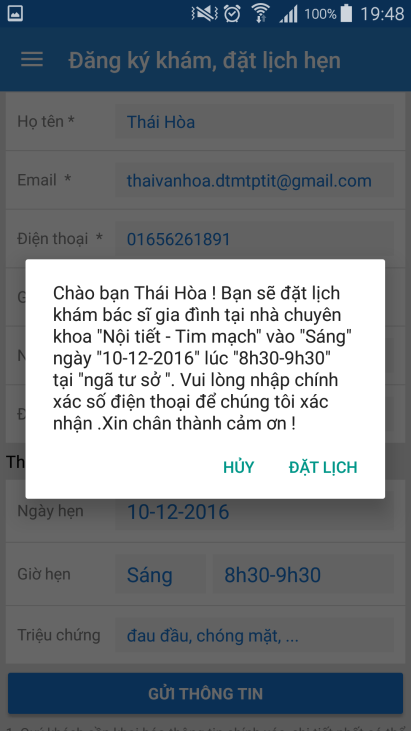 100% 19:48
Đăng ký khám, đặt lịch hẹn
Họ tên * Thái Hòa
Email * thaivanhoa.dtmtptit@gmail.com
Điện thoại * 01656261891
G
N
Đ
Chào bạn Thái Hòa ! Bạn sẽ đặt lịch
khám bác sĩ gia đình tại nhà chuyên
khoa "Nội tiết - Tim mạch" vào "Sáng"
ngày "10-12-2016" lúc "8h30-9h30"
tại "ngã tư sở ". Vui lòng nhập chính
xác số điện thoại để chúng tôi xác
nhận .Xin chân thành cảm ơn !
HỦY ĐẶT LỊCH
Th
Ngày hẹn 10-12-2016
Giờ hẹn Sáng 8h30-9h30
Triệu chứng đau đầu, chóng mặt, ...
GỬI THÔNG TIN